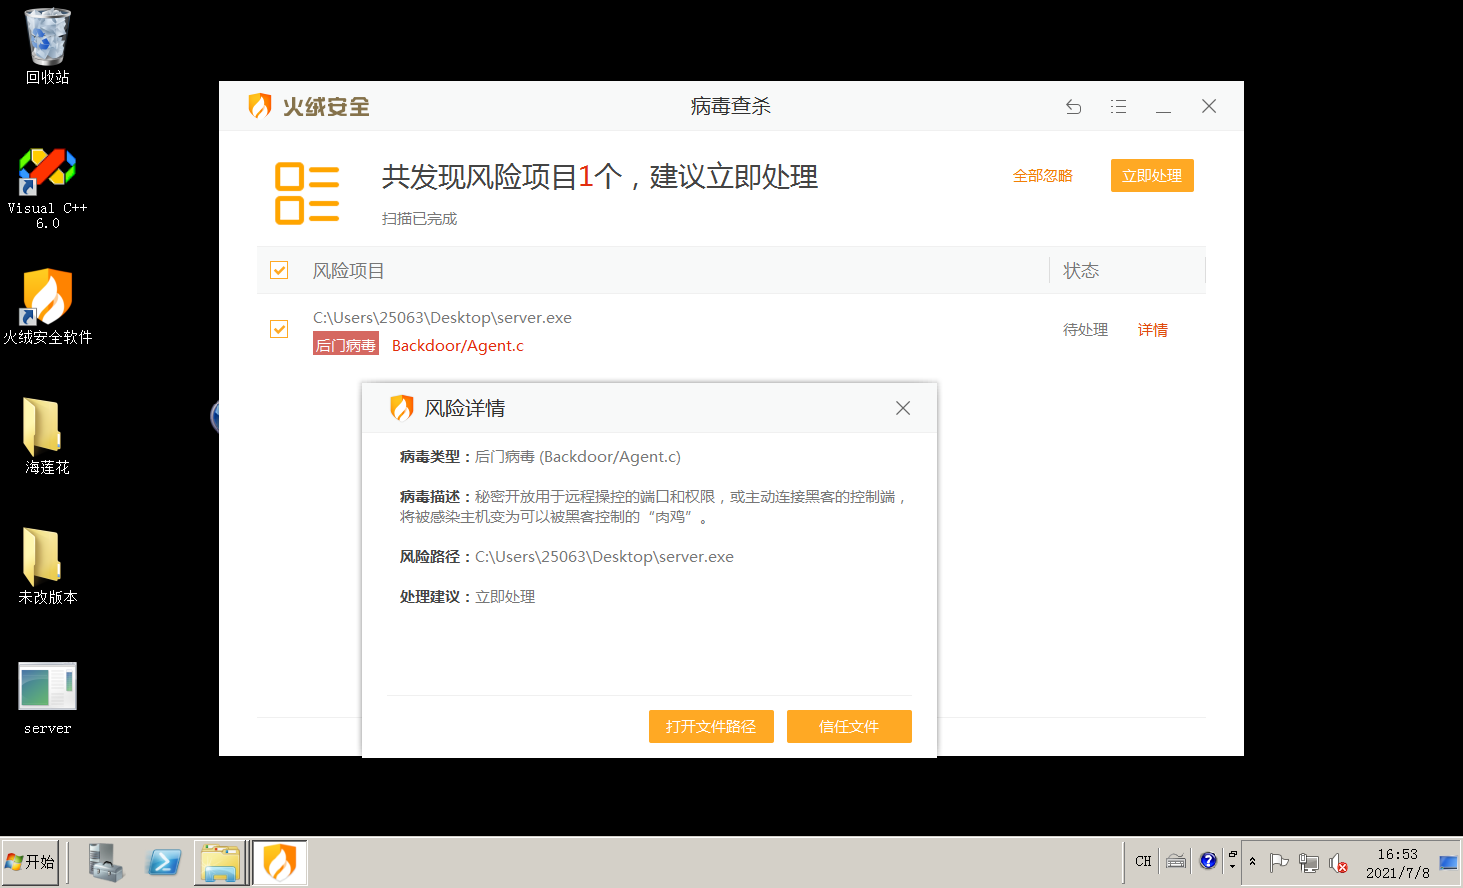 回收站
Visual C++
6.0
火绒安全软件
海莲花
未改版本
server
火绒安全
病毒查杀
共发现风险项目1个，建议立即处理
全部忽略
立即处理
扫描已完成
风险项目
状态
C:\Users\25063\Desktop\server.exe
后门病毒 Backdoor/Agent.c
待处理
详情
风险详情
病毒类型：后门病毒 (Backdoor/Agent.c)
病毒描述：秘密开放用于远程操控的端口和权限，或主动连接黑客的控制端，
将被感染主机变为可以被黑客控制的“肉鸡”。
风险路径：C:\Users\25063\Desktop\server.exe
处理建议：立即处理
打开文件路径
信任文件
开始
CH
16:53
2021/7/8